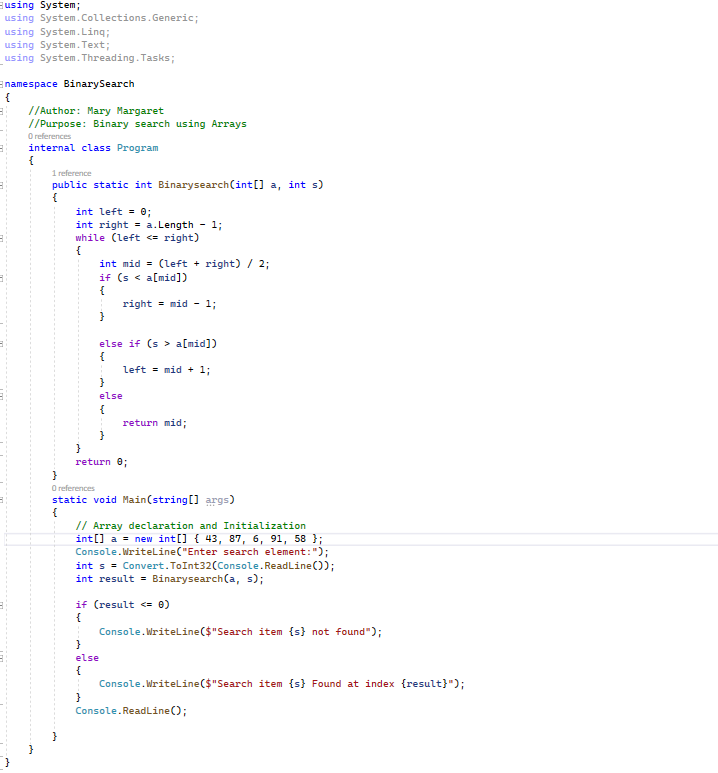 using System;
using System.Collections.Generic;
using System.Linq;
using System.Text;
using System.Threading.Tasks;
namespace BinarySearch
{
//Author: Mary Margaret
//Purpose: Binary search using Arrays
0 references
internal class Program
{
1 reference
public static int Binarysearch(int[] a, int s)
{
int left = 0;
int right = a.Length - 1;
while (left <= right)
{
int mid = (left + right) / 2;
if (s < a[mid])
{
right = mid - 1;
}
else if (s > a[mid])
{
left = mid + 1;
}
else
{
return mid;
}
}
return 0;
}
0 references
static void Main(string[] args)
{
// Array declaration and Initialization
int[] a = new int[] { 43, 87, 6, 91, 58 };
Console.WriteLine("Enter search element:");
int s = Convert.ToInt32(Console.ReadLine());
int result = Binarysearch(a, s);
if (result <= 0)
{
Console.WriteLine($"Search item {s} not found");
}
else
{
Console.WriteLine($"Search item {s} Found at index {result}");
}
Console.ReadLine();
}
}
}